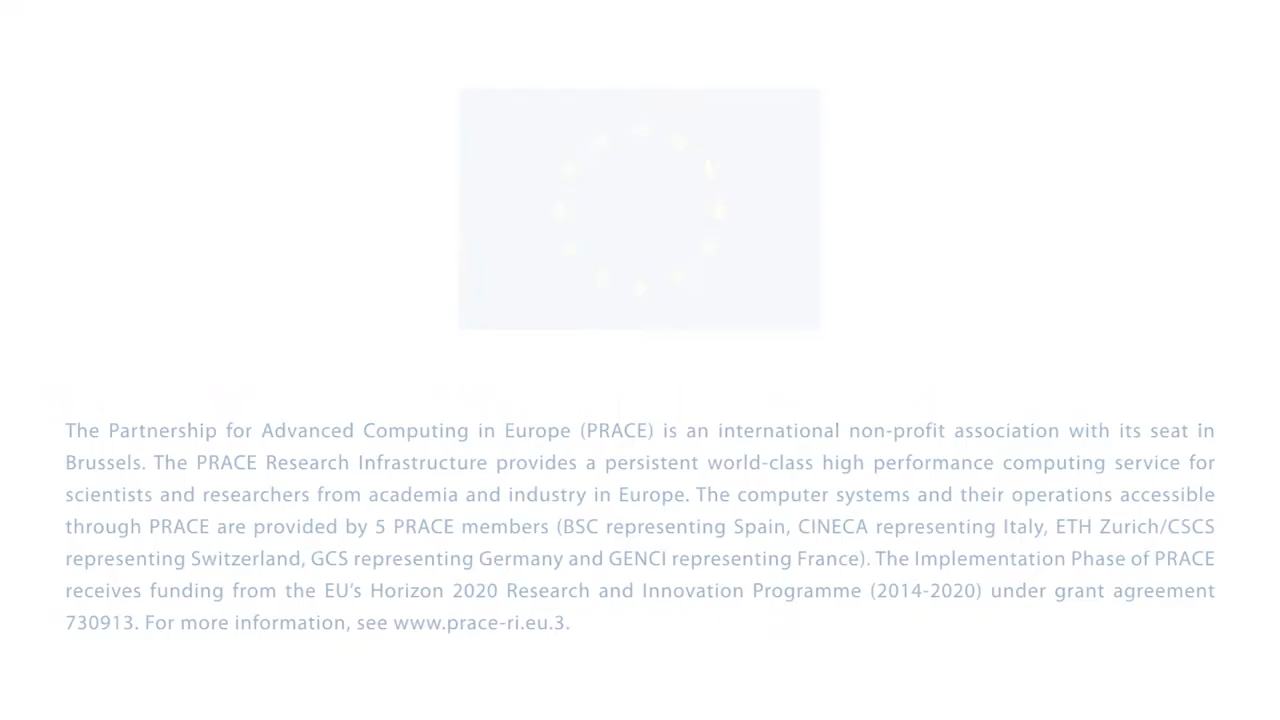 The Partnership for Advanced Computing in Europe (PRACE) is an international non-profit association with its seat in
Brussels. The PRACE Research Infrastructure provides a persistent world-class high performance computing service for
scientists and researchers from academia and industry in Europe. The computer systems and their operations accessible
through PRACE are provided by 5 PRACE members (BSC representing Spain, CINECA representing Italy, ETH Zurich/CSCS
representing Switzerland, GCS representing Germany and GENCI representing France). The Implementation Phase of PRACE
receives funding from the EU’s Horizon 2020 Research and Innovation Programme (2014-2020) under grant agreement
730913. For more information, see www.prace-ri.eu.3.